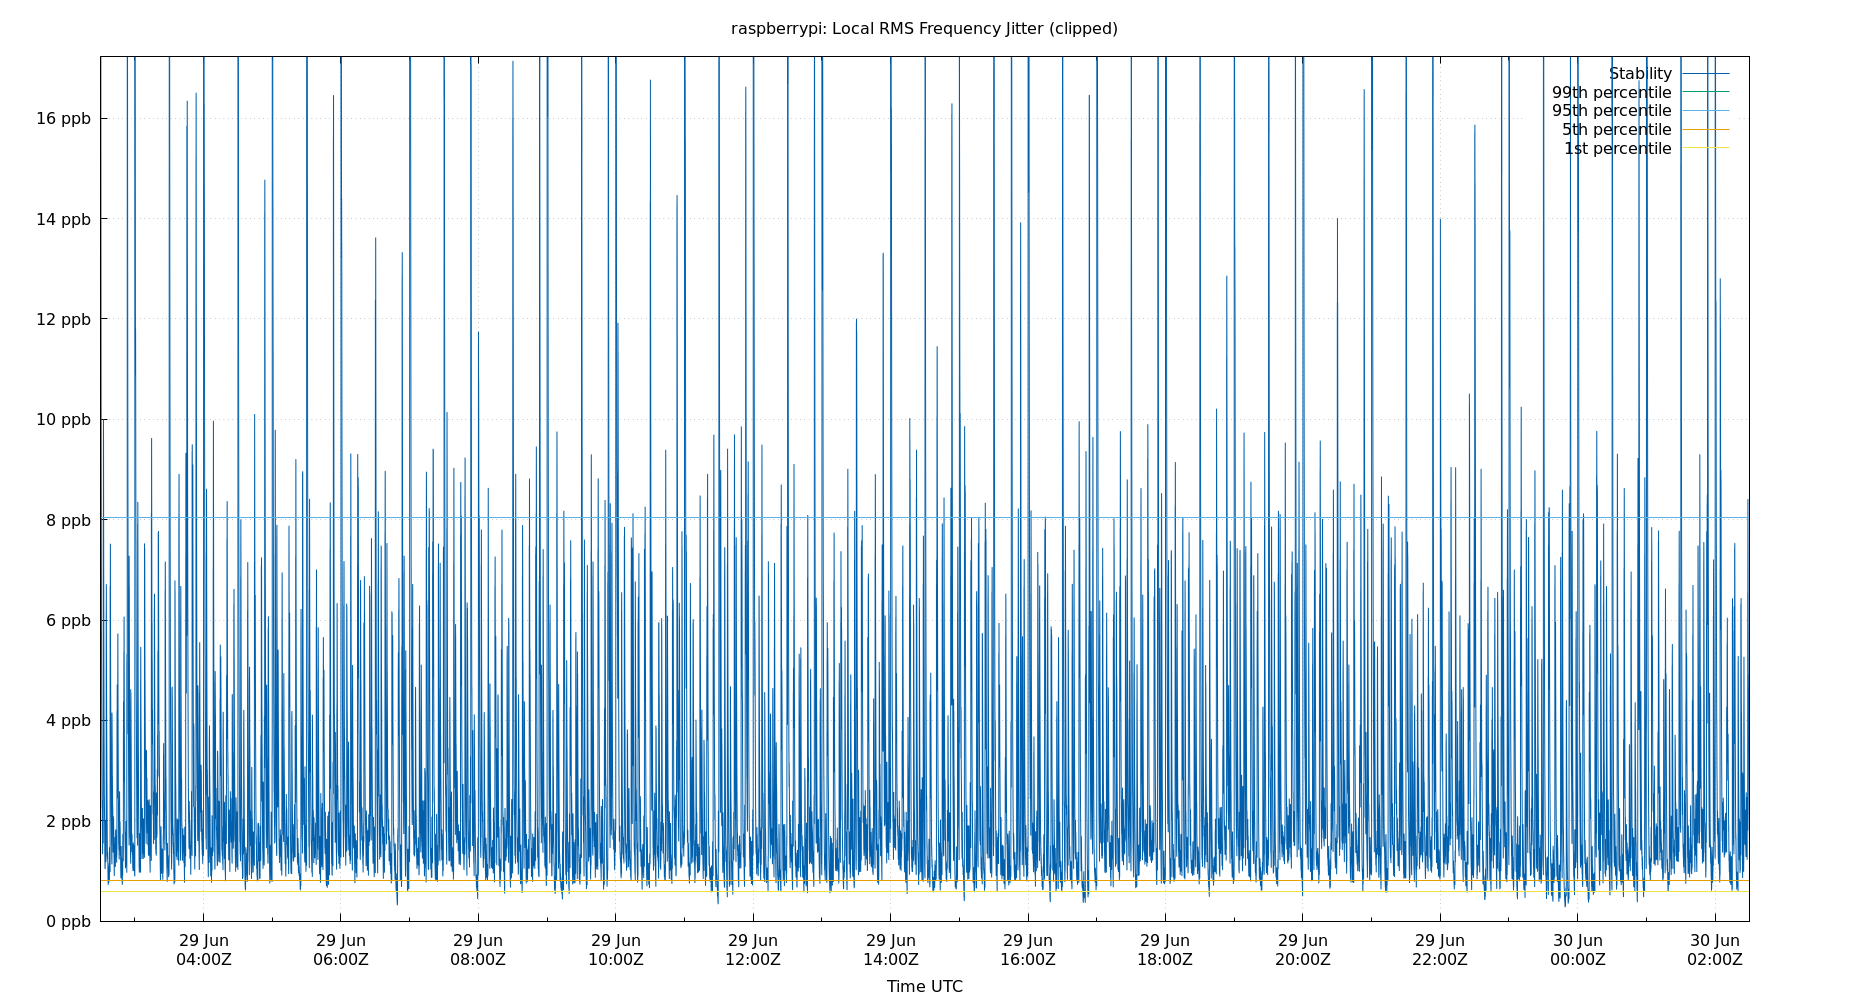 raspberrypi: Local RMS Frequency Jitter (clipped)
Stability
99th percentile
95th percentile
5th percentile
1st percentile
16 ppb
14 ppb
12 ppb
10 ppb
8 ppb
6 ppb
4 ppb
2 ppb
0 ppb
29 Jun 04:00Z
29 Jun 06:00Z
29 Jun 08:00Z
29 Jun 10:00Z
29 Jun 12:00Z
29 Jun 14:00Z
29 Jun 16:00Z
29 Jun 18:00Z
29 Jun 20:00Z
29 Jun 22:00Z
30 Jun 00:00Z
30 Jun 02:00Z
Time UTC